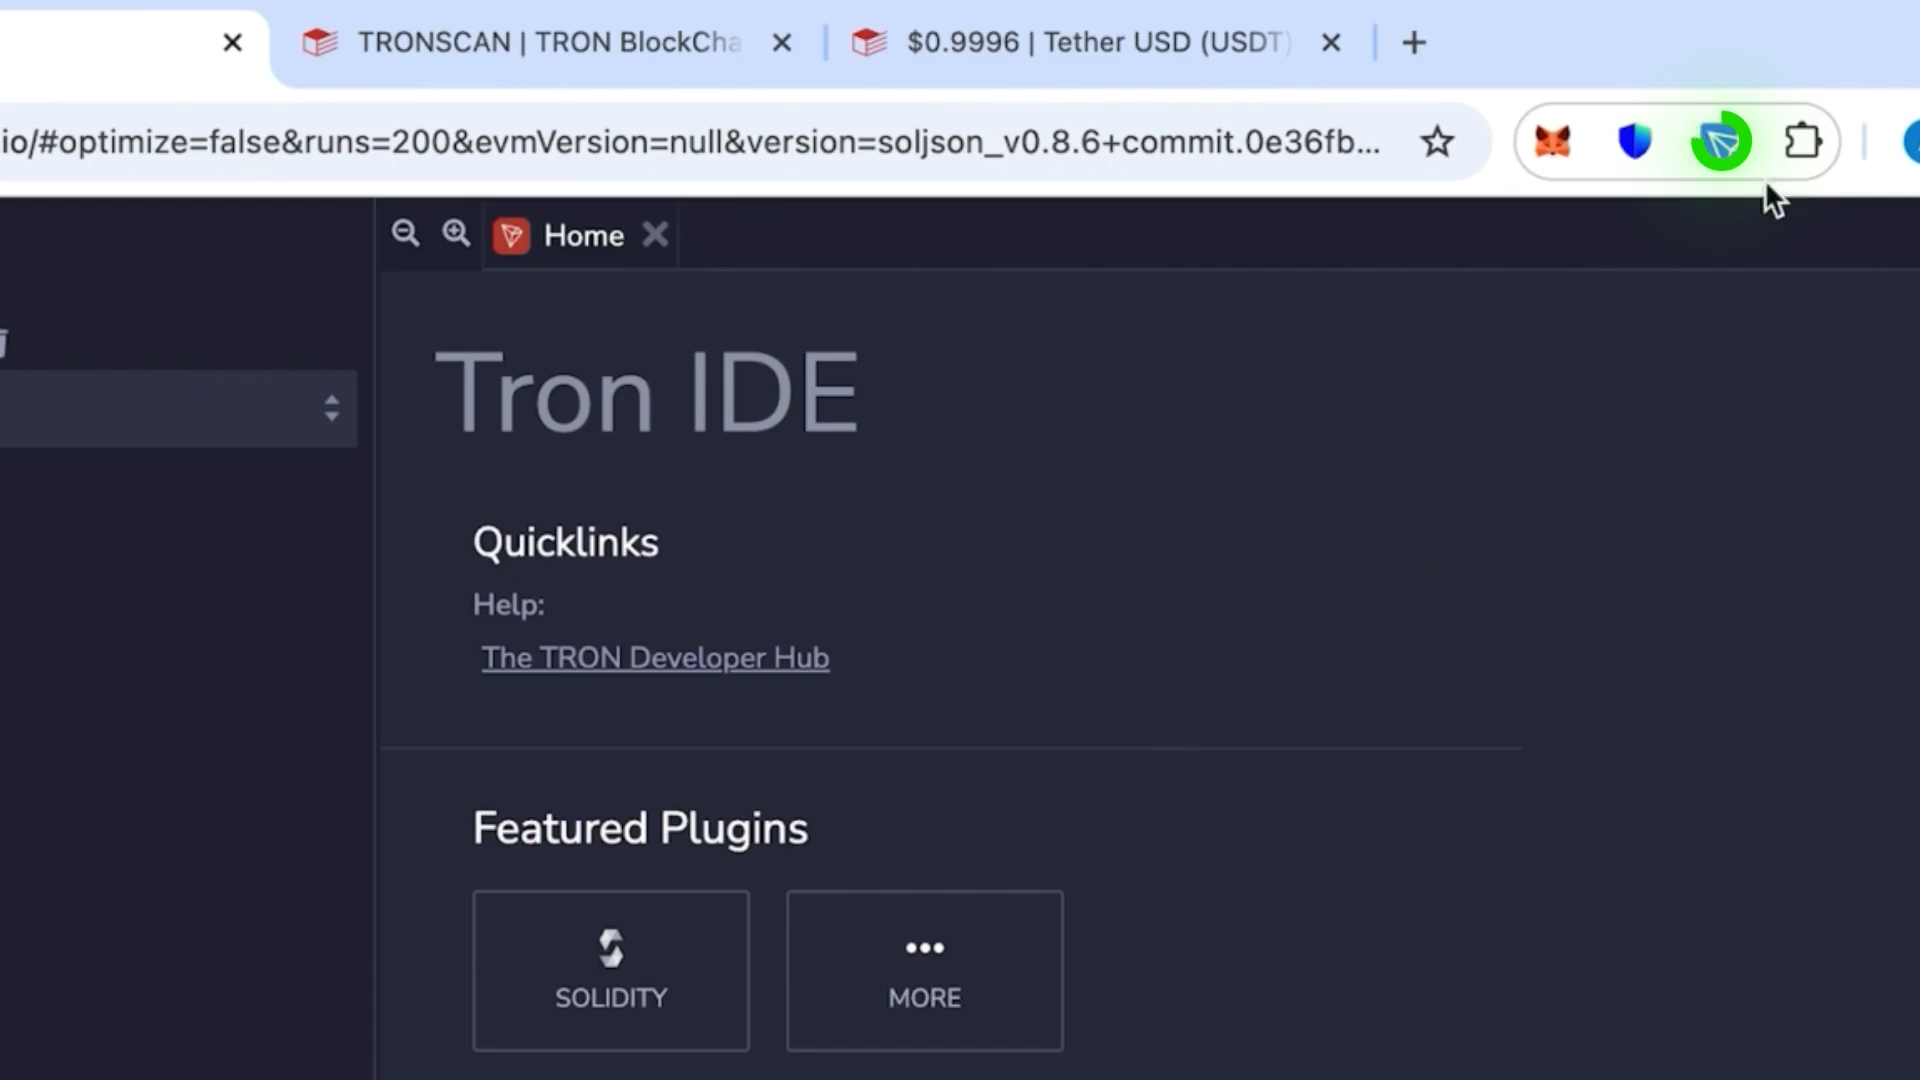 TRONSCAN | TRON BlockCha
$0.9996 | Tether USD (USDT)
io/#optimize=false&runs=200&evmVersion=null&version=soljson_v0.8.6+commit.0e36fb...
Home
Tron IDE
Quicklinks
Help:
The TRON Developer Hub
Featured Plugins
SOLIDITY
MORE